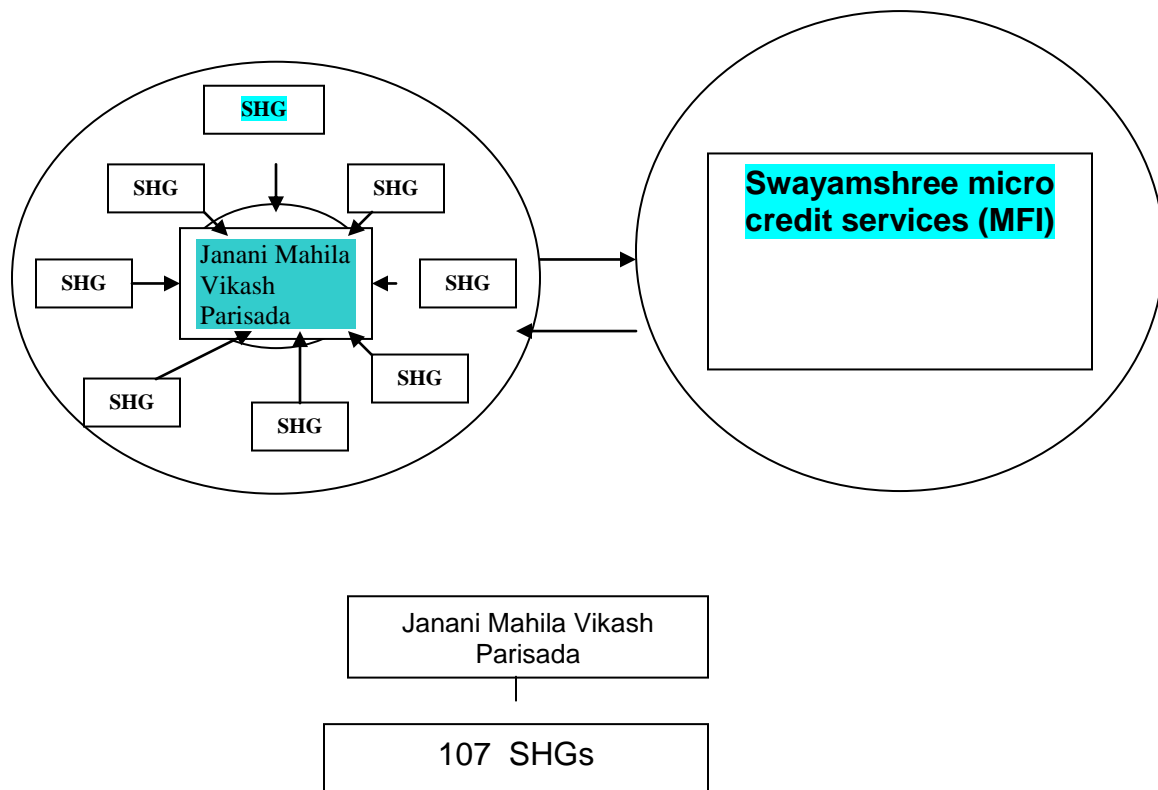 SHG
SHG
SHG
Swayamshree micro
credit services (MFI)
Janani Mahila
Vikash
Parisada
SHG
SHG
SHG
SHG
SHG
Janani Mahila Vikash
Parisada
107 SHGs